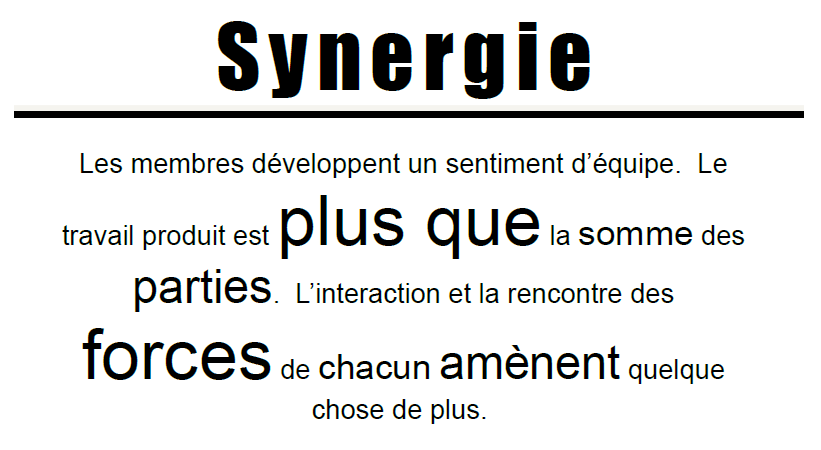 Synergie
Les membres développent un sentiment d’équipe.  Le
travail produit est plus que la somme des
parties.  L’interaction et la rencontre des
forces de chacun amènent quelque
chose de plus.